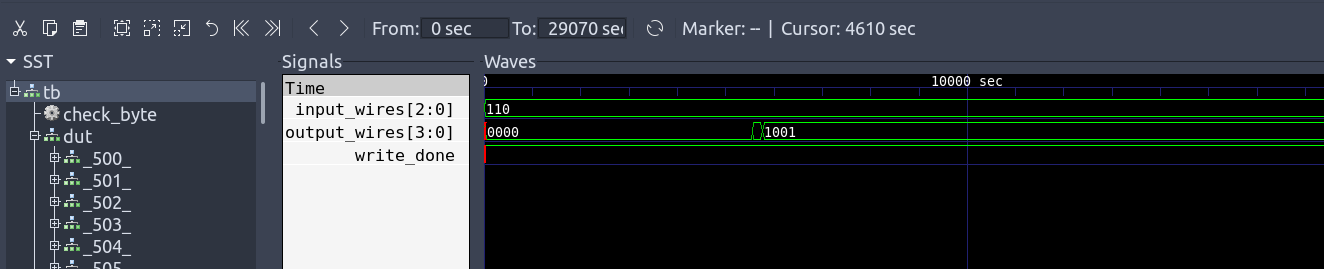 From: 0 sec To: 29070 sec Marker: -- | Cursor: 4610 sec
SST
Signals
Waves
tb
check_byte
dut
_500_
_501_
_502_
_503_
_504_
Time
input_wires[2:0]
output_wires[3:0]
write_done
0
10000 sec
110
0000
1001